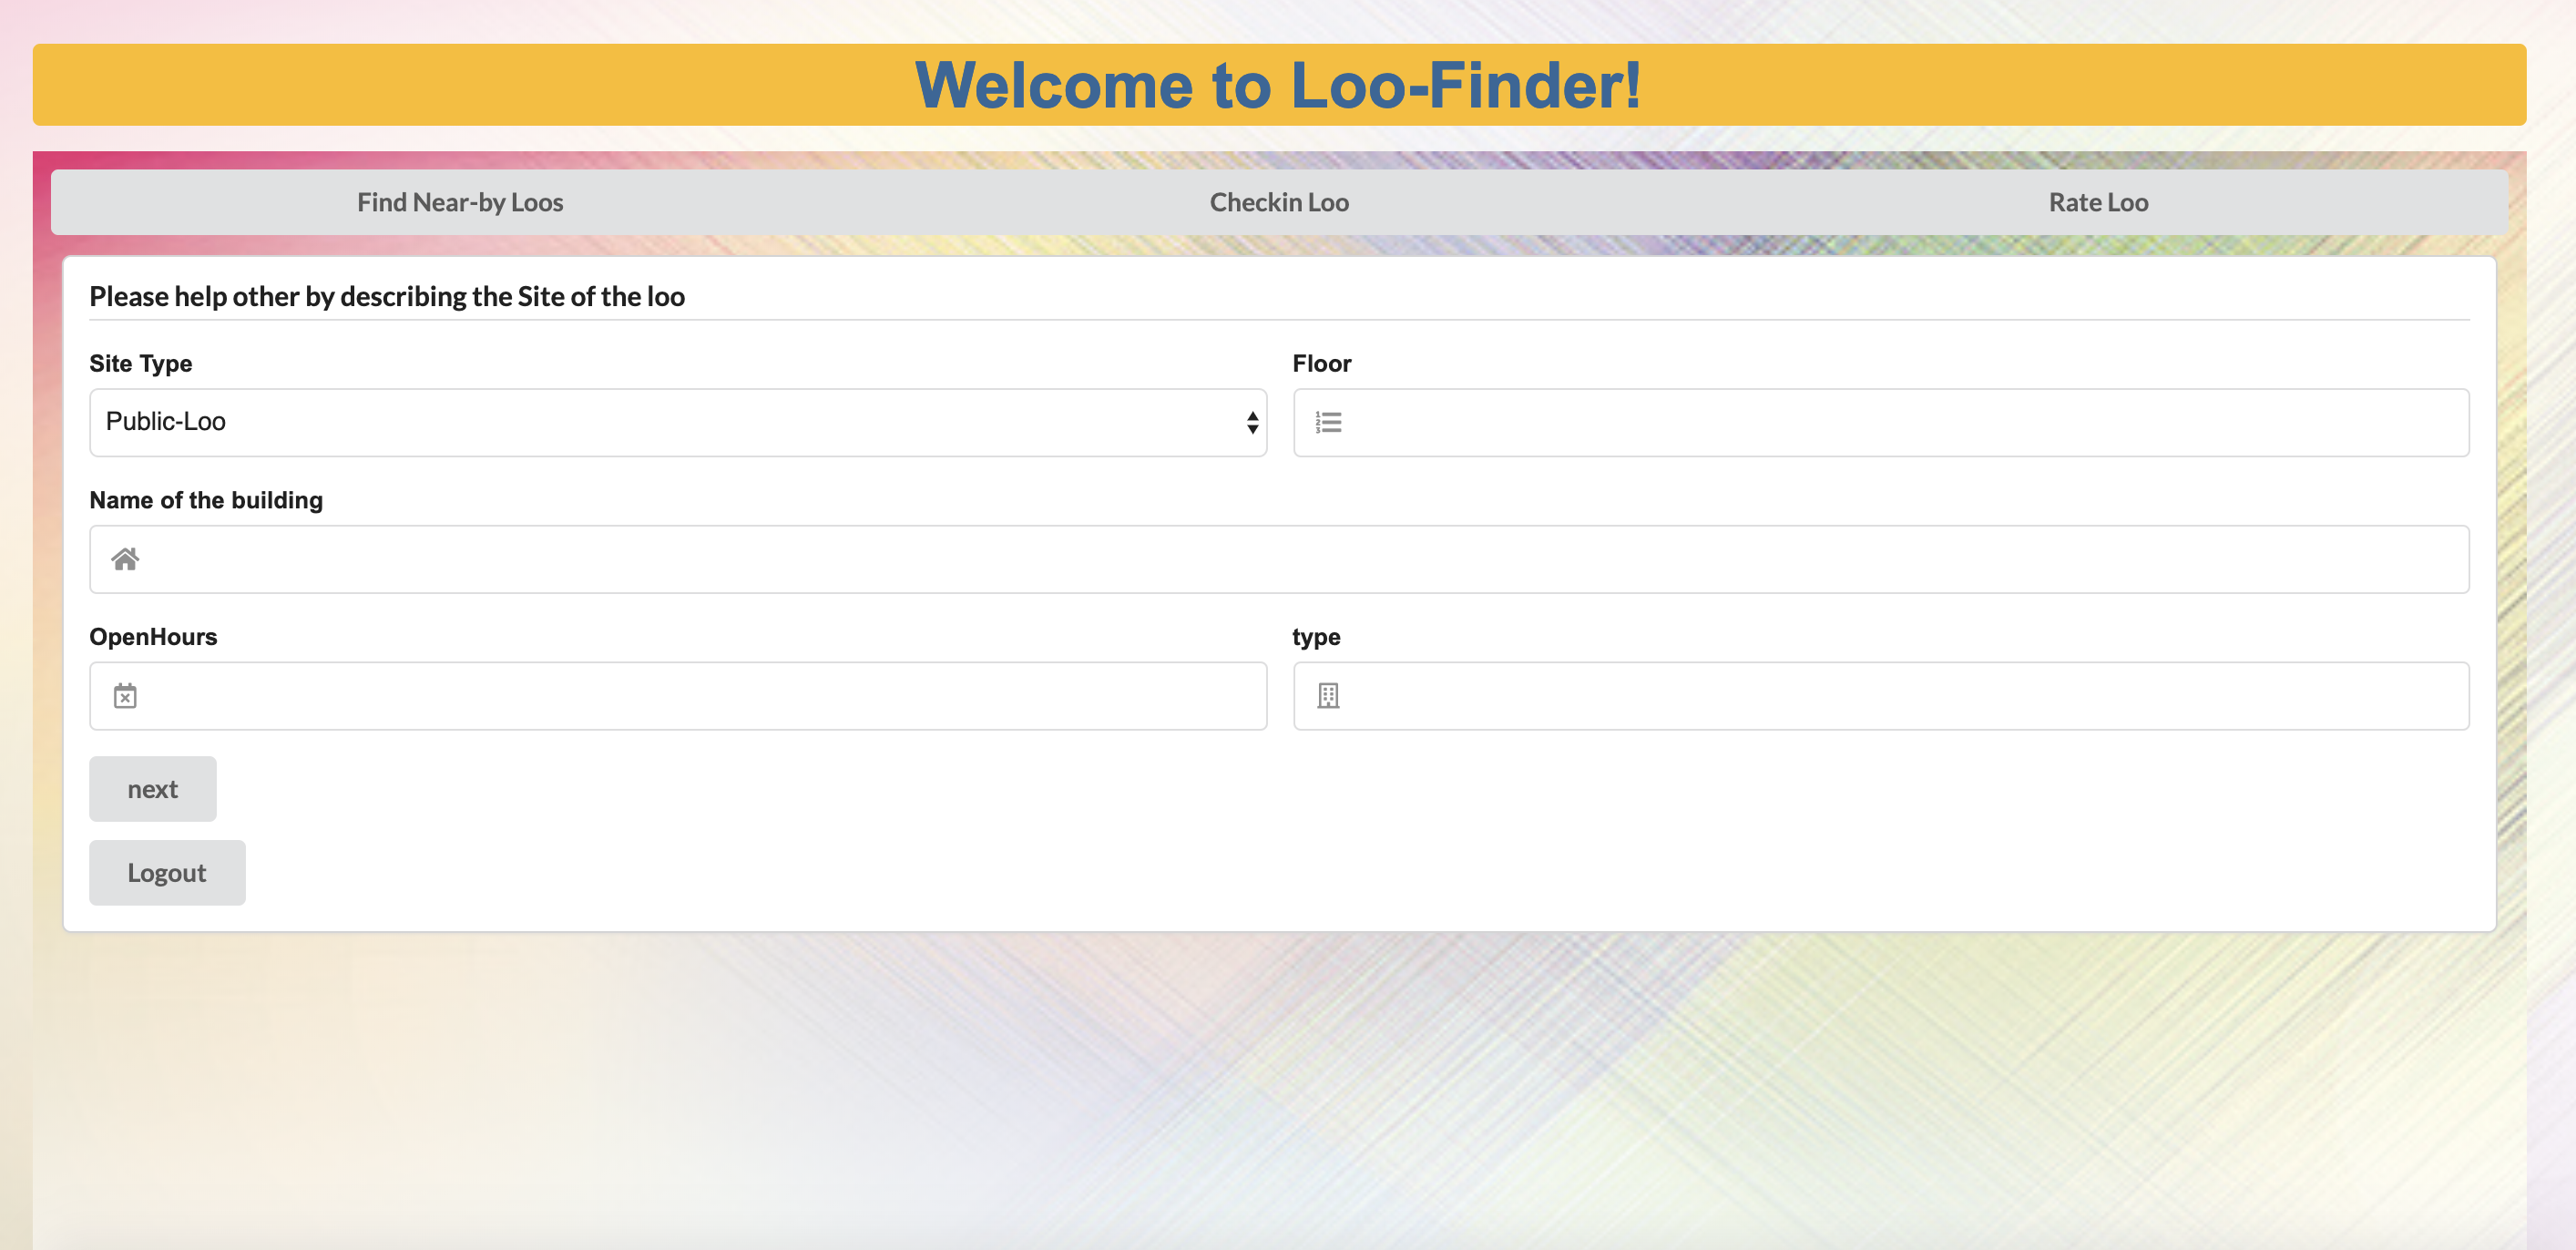 Welcome to Loo-Finder!
Find Near-by Loos Checkin Loo Rate Loo
Please help other by describing the Site of the loo
Site Type Floor
Public-Loo
Name of the building
OpenHours type
next
Logout